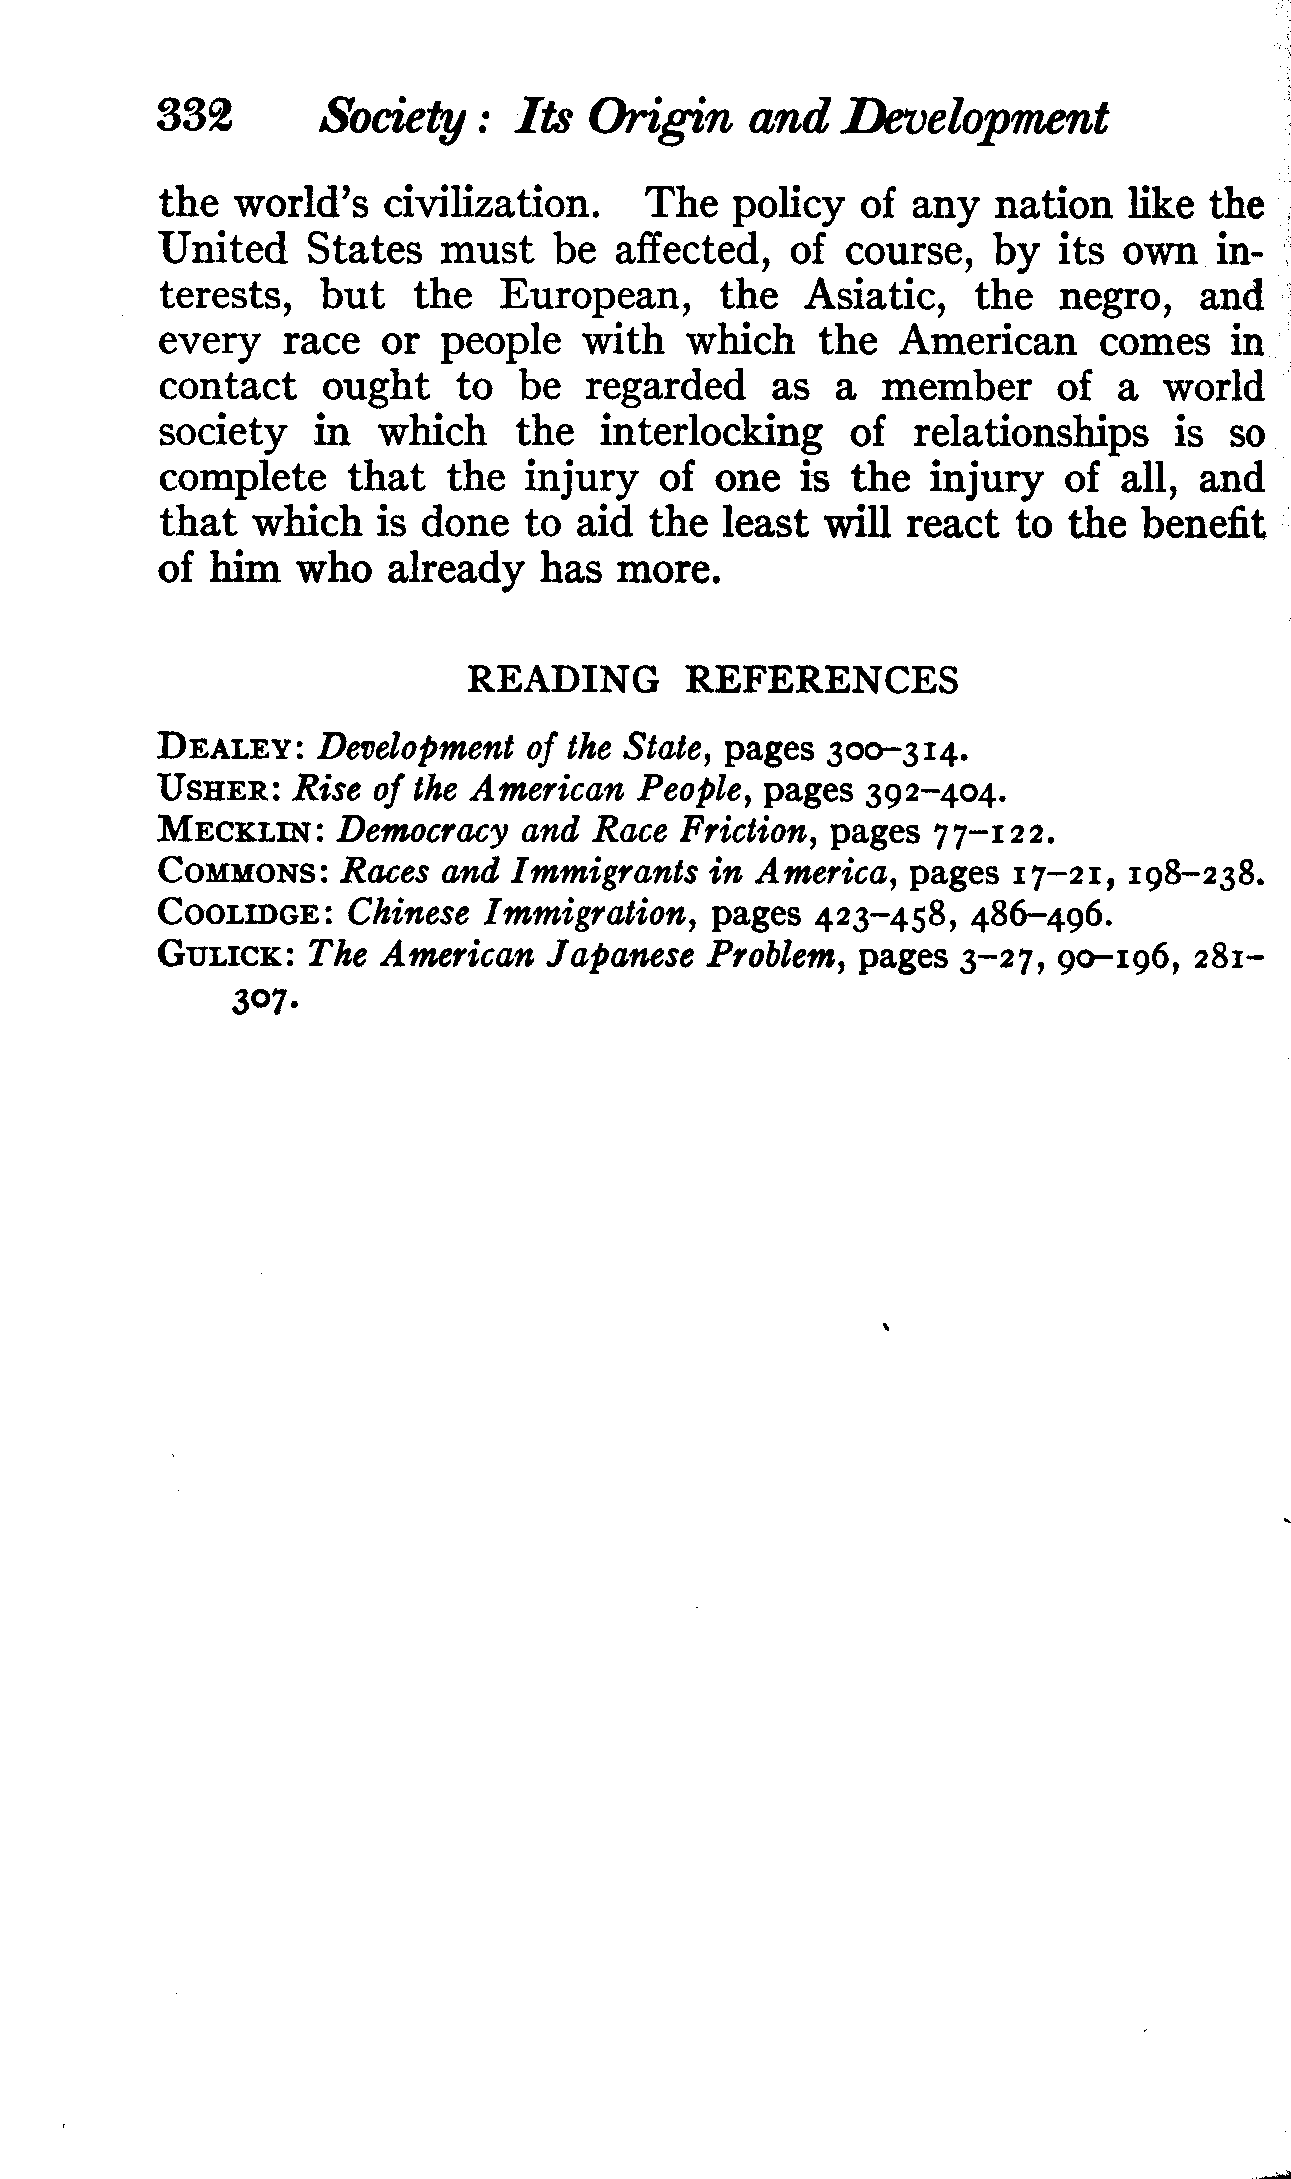 332 Society: Its Origin and Development
the world's civilization. The policy of any nation like the
United States must be affected, of course, by its own in-
terests, but the European, the Asiatic, the negro, and
every race or people with which the American comes in
contact ought to be regarded as a member of a world
society in which the interlocking of relationships is so
complete that the injury of one is the injury of all, and
that which is done to aid the least will react to the benefit
of him who already has more.
READING REFERENCES
DEALEY: Development of the State, pages 300–314.
USHER: Rise of the American People, pages 392–404.
MECKLIN: Democracy and Race Friction, pages 77–122.
COMMONS: Races and Immigrants in America, pages 17–21, 198–238.
COOLIDGE: Chinese Immigration, pages 423–458, 486–496.
GULICK: The American Japanese Problem, pages 3–27, 90–196, 281–
307.